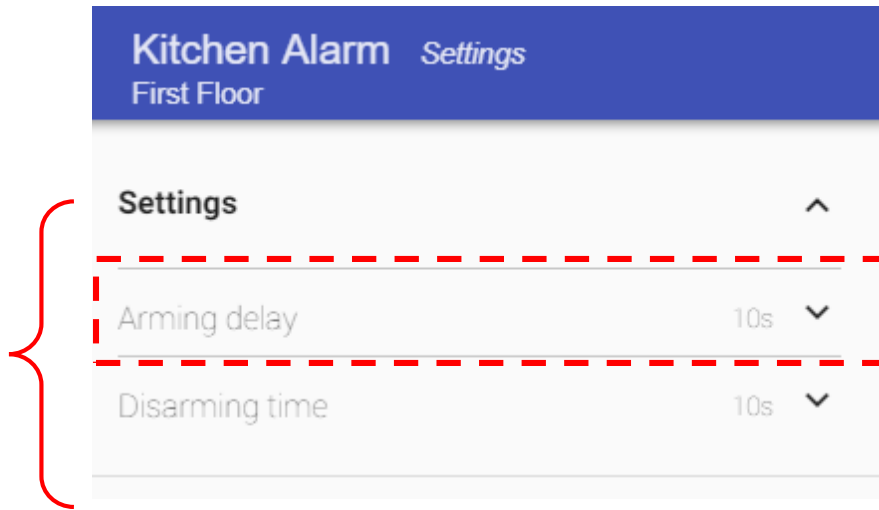 Kitchen Alarm Settings
First Floor
Settings
Arming delay 10s
Disarming time 10s